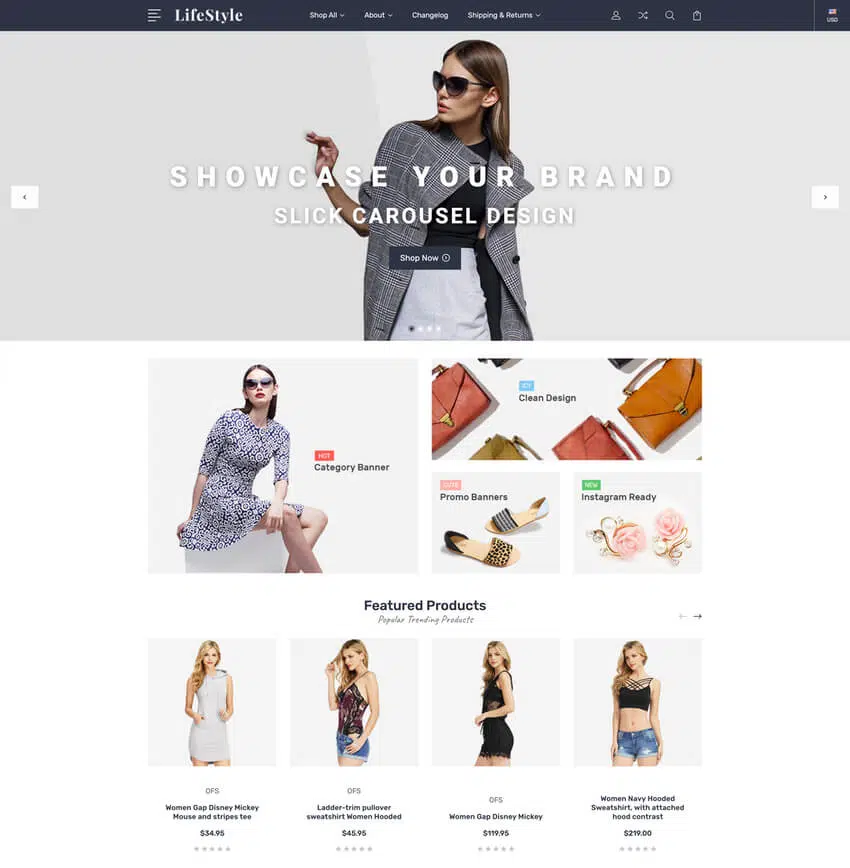 LifeStyle
Shop All
About
Changelog
Shipping & Returns
USD
SHOWCASE YOUR BRAND
SLICK CAROUSEL DESIGN
Shop Now
HOT
Category Banner
ICY
Clean Design
CUTE
Promo Banners
NEW
Instagram Ready
Featured Products
Popular Trending Products
OFS
Women Gap Disney Mickey
Mouse and stripes tee
$34.95
OFS
Ladder-trim pullover
sweatshirt Women Hooded
$45.95
OFS
Women Gap Disney Mickey
$119.95
Women Navy Hooded
Sweatshirt, with attached
hood contrast
$219.00